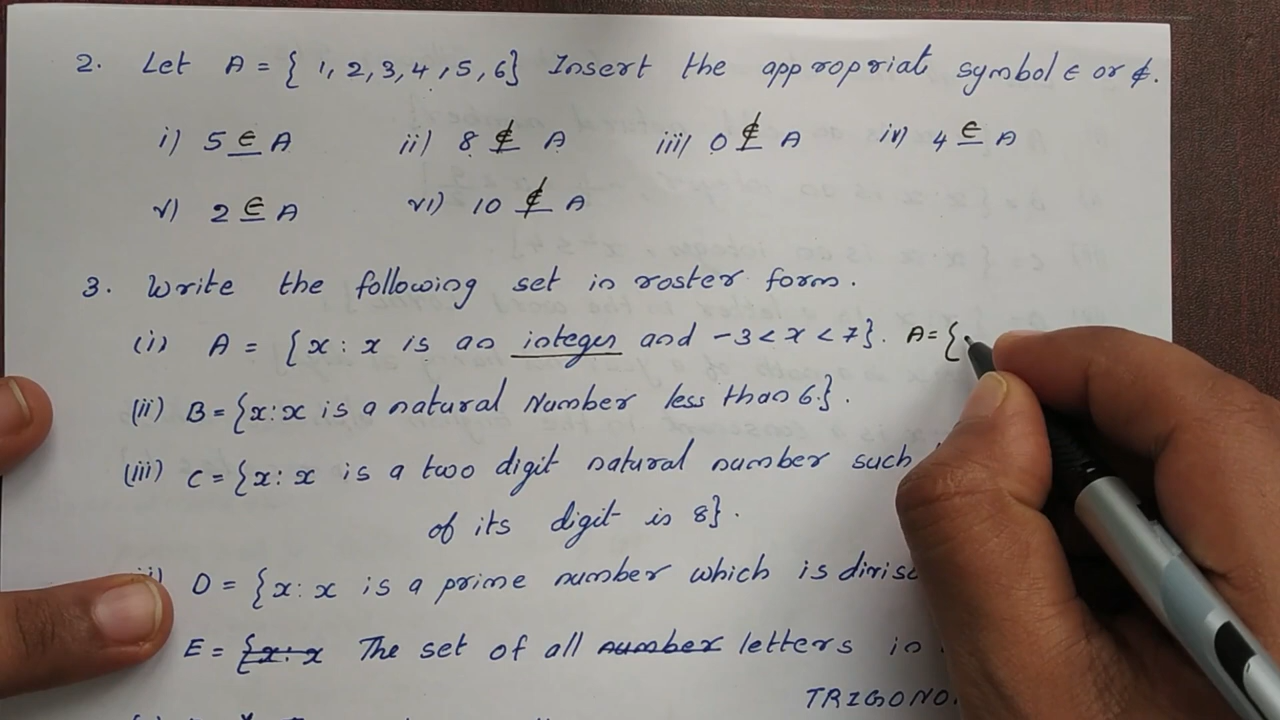 2. Let A = { 1, 2, 3, 4, 5, 6} Insert the appropriat symbol ∈ or ∉.
i) 5 ∈ A ii) 8 ∉ A iii) 0 ∉ A iv) 4 ∈ A
v) 2 ∈ A vi) 10 ∉ A
3. Write the following set in roster form.
(i) A = {x : x is an integer and -3 < x < 7}. A = {
(ii) B = {x : x is a natural Number less than 6.}.
(iii) C = {x : x is a two digit natural number such
of its digit is 8}.
D = {x : x is a prime number which is
E = {x : x The set of all number letters in